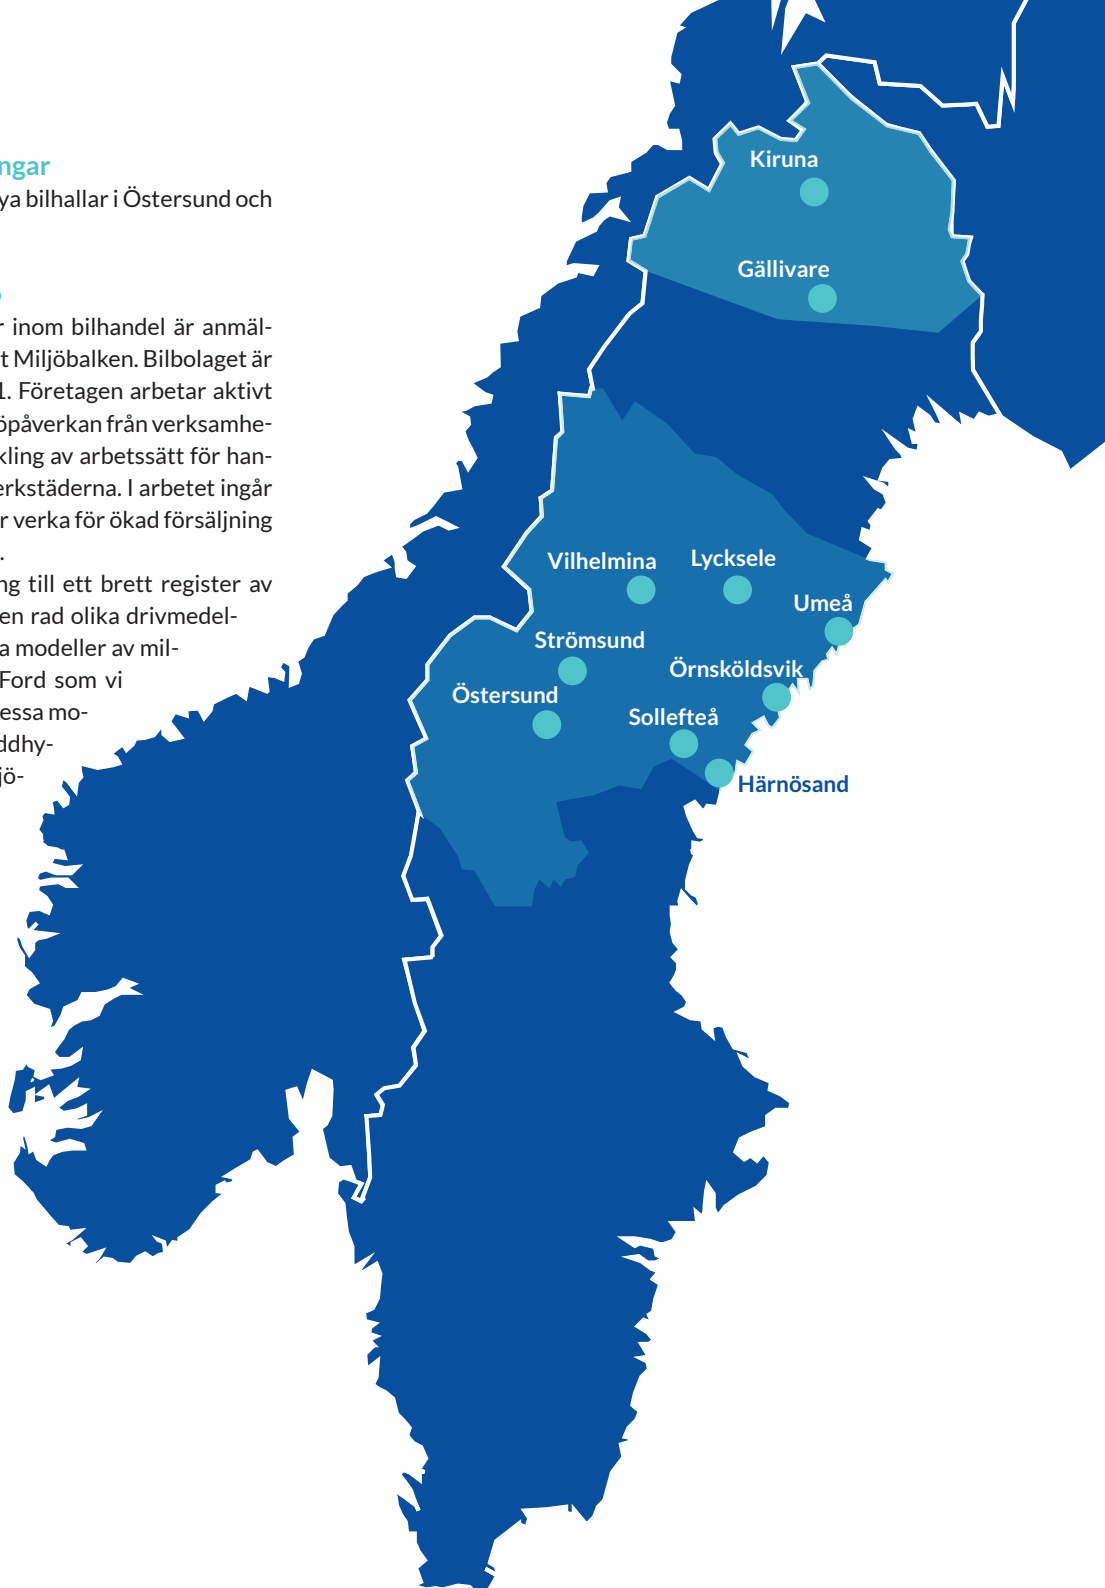 ngar
ya bilhallar i Östersund och
r inom bilhandel är anmäl-
t Miljöbalken. Bilbolaget är
1. Företagen arbetar aktivt
öpåverkan från verksamhe-
kling av arbetssätt för han-
erkstäderna. I arbetet ingår
r verka för ökad försäljning
.
ng till ett brett register av
en rad olika drivmedel-
a modeller av mil-
Ford som vi
essa mo-
ddhy-
jö-
Kiruna
Gällivare
Vilhelmina
Lycksele
Umeå
Strömsund
Örnsköldsvik
Östersund
Sollefteå
Härnösand